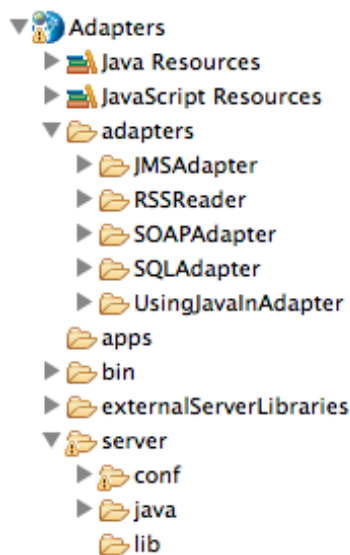 Adapters
Java Resources
JavaScript Resources
adapters
JMSAdapter
RSSReader
SOAPAdapter
SQLAdapter
UsingJavaInAdapter
apps
bin
externalServerLibraries
server
conf
java
lib